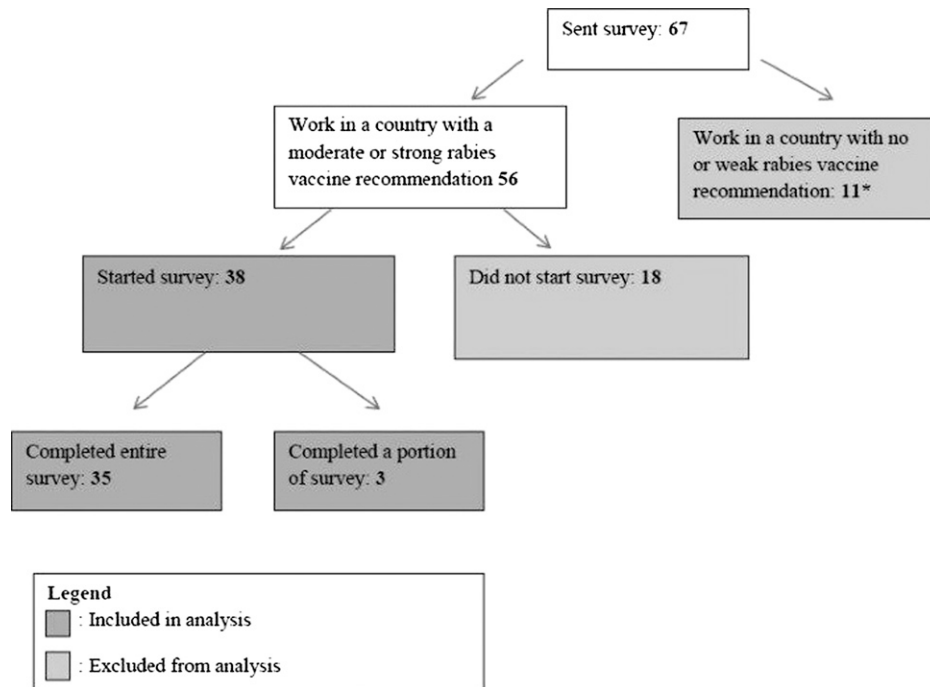 Sent survey: 67
Work in a country with a
moderate or strong rabies
vaccine recommendation 56
Work in a country with no
or weak rabies vaccine
recommendation: 11*
Started survey: 38
Did not start survey: 18
Completed entire
survey: 35
Completed a portion
of survey: 3
Legend
: Included in analysis
: Excluded from analysis